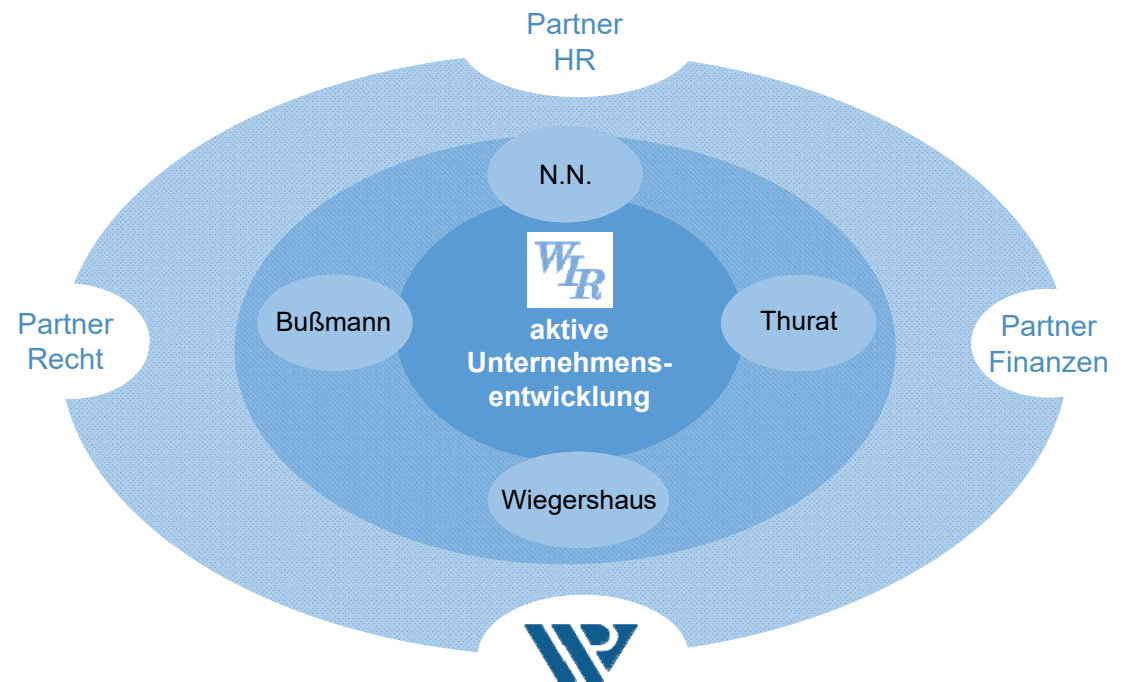 Partner
HR
N.N.
WIR
Bußmann
Thurat
aktive
Unternehmens-
entwicklung
Partner
Recht
Partner
Finanzen
Wiegershaus